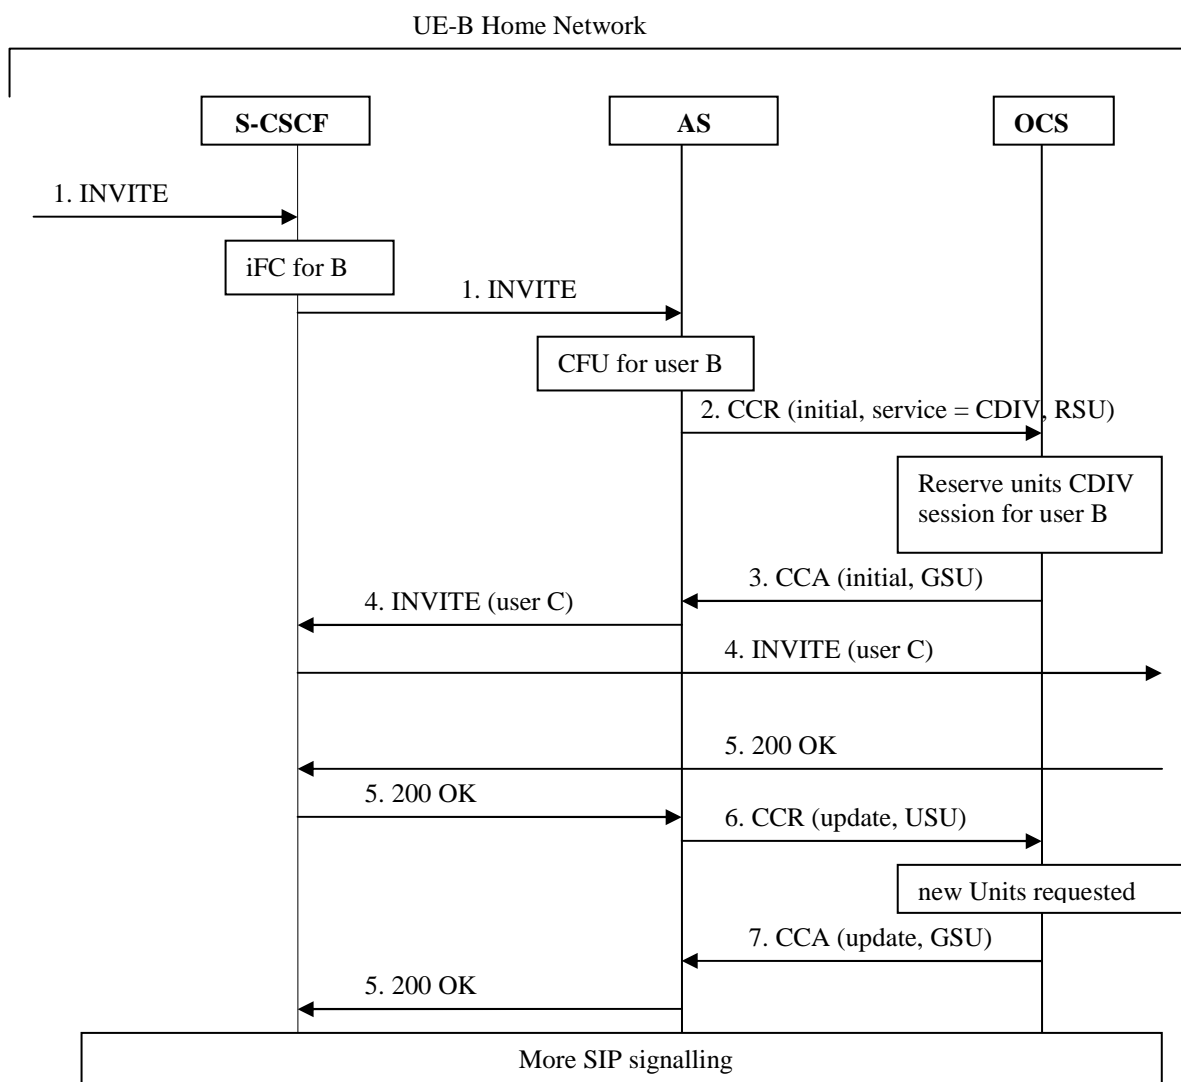 UE-B Home Network
S-CSCF
AS
OCS
1. INVITE
iFC for B
1. INVITE
CFU for user B
2. CCR (initial, service = CDIV, RSU)
Reserve units CDIV
session for user B
3. CCA (initial, GSU)
4. INVITE (user C)
4. INVITE (user C)
5. 200 OK
5. 200 OK
6. CCR (update, USU)
new Units requested
7. CCA (update, GSU)
5. 200 OK
More SIP signalling